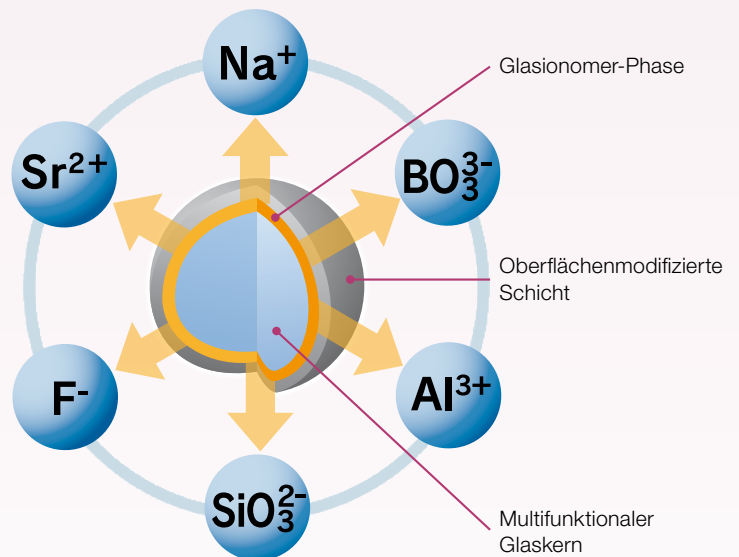 Na⁺
Glasionomer-Phase
Sr²⁺
BO₃³⁻
Oberflächenmodifizierte
Schicht
F⁻
Al³⁺
SiO₃²⁻
Multifunktionaler
Glaskern